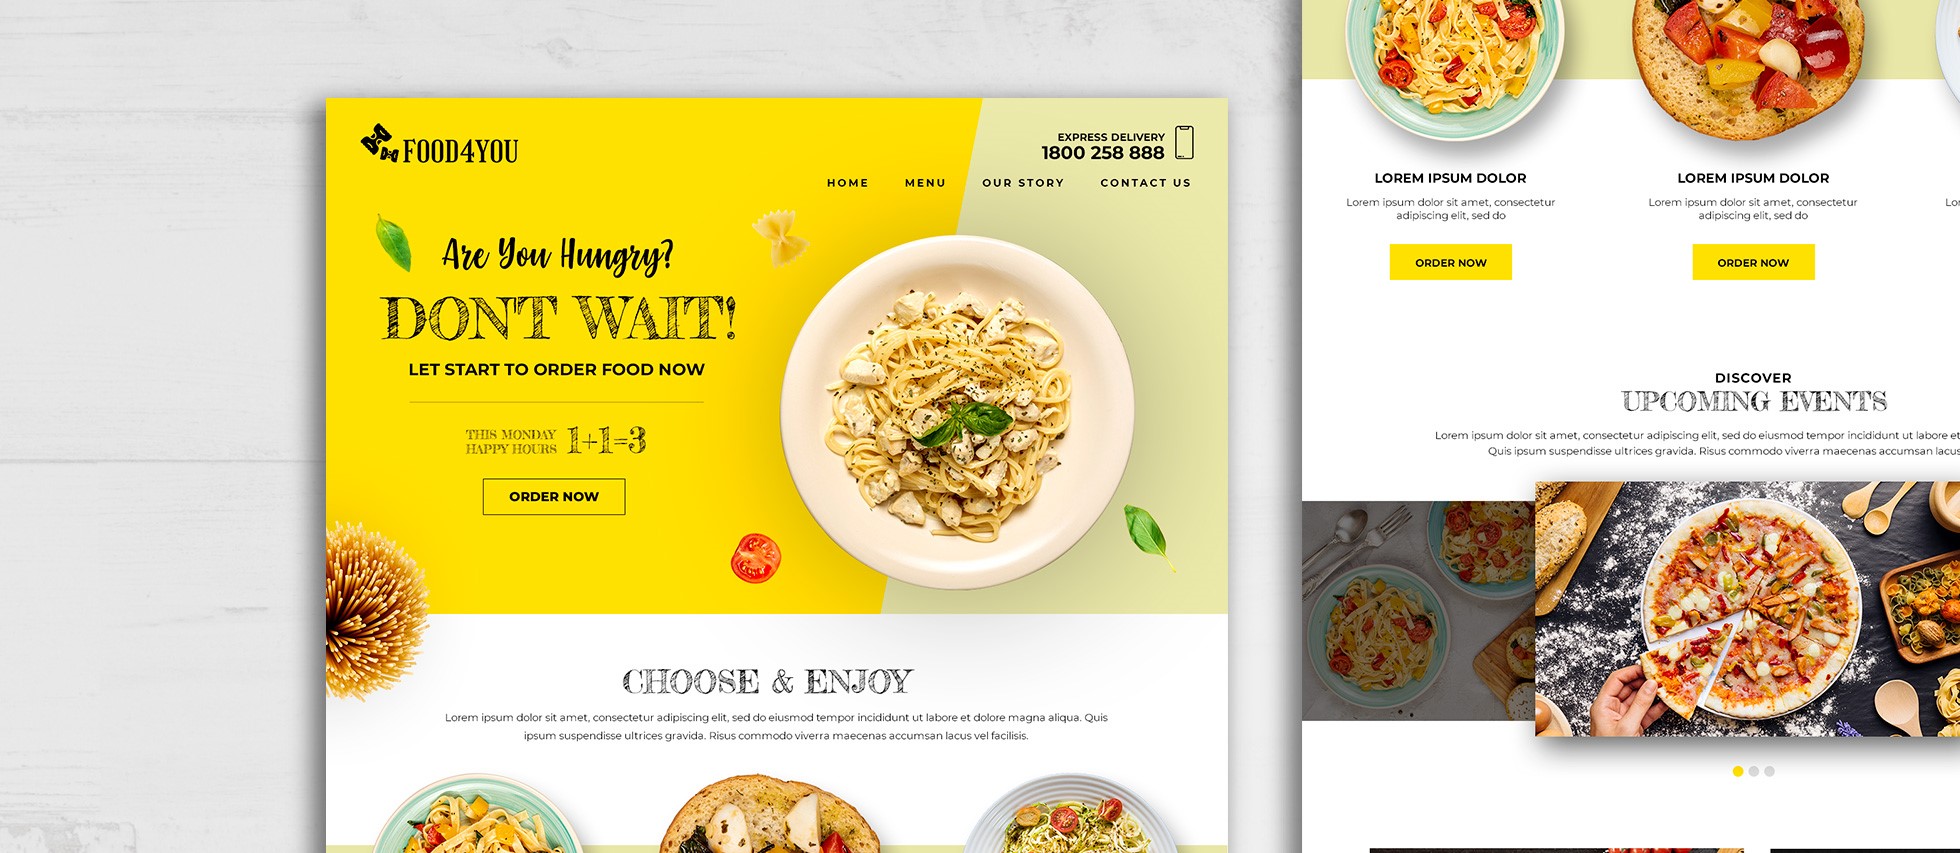 FOOD4YOU
EXPRESS DELIVERY
1800 258 888
HOME MENU OUR STORY CONTACT US
Are You Hungry?
DON'T WAIT!
LET START TO ORDER FOOD NOW
THIS MONDAY
HAPPY HOURS
1+1=3
ORDER NOW
CHOOSE & ENJOY
Lorem ipsum dolor sit amet, consectetur adipiscing elit, sed do eiusmod tempor incididunt ut labore et dolore magna aliqua. Quis
ipsum suspendisse ultrices gravida. Risus commodo viverra maecenas accumsan lacus vel facilisis.
LOREM IPSUM DOLOR
Lorem ipsum dolor sit amet, consectetur
adipiscing elit, sed do
ORDER NOW
LOREM IPSUM DOLOR
Lorem ipsum dolor sit amet, consectetur
adipiscing elit, sed do
ORDER NOW
DISCOVER
UPCOMING EVENTS
Lorem ipsum dolor sit amet, consectetur adipiscing elit, sed do eiusmod tempor incididunt ut labore et
Quis ipsum suspendisse ultrices gravida. Risus commodo viverra maecenas accumsan lacus